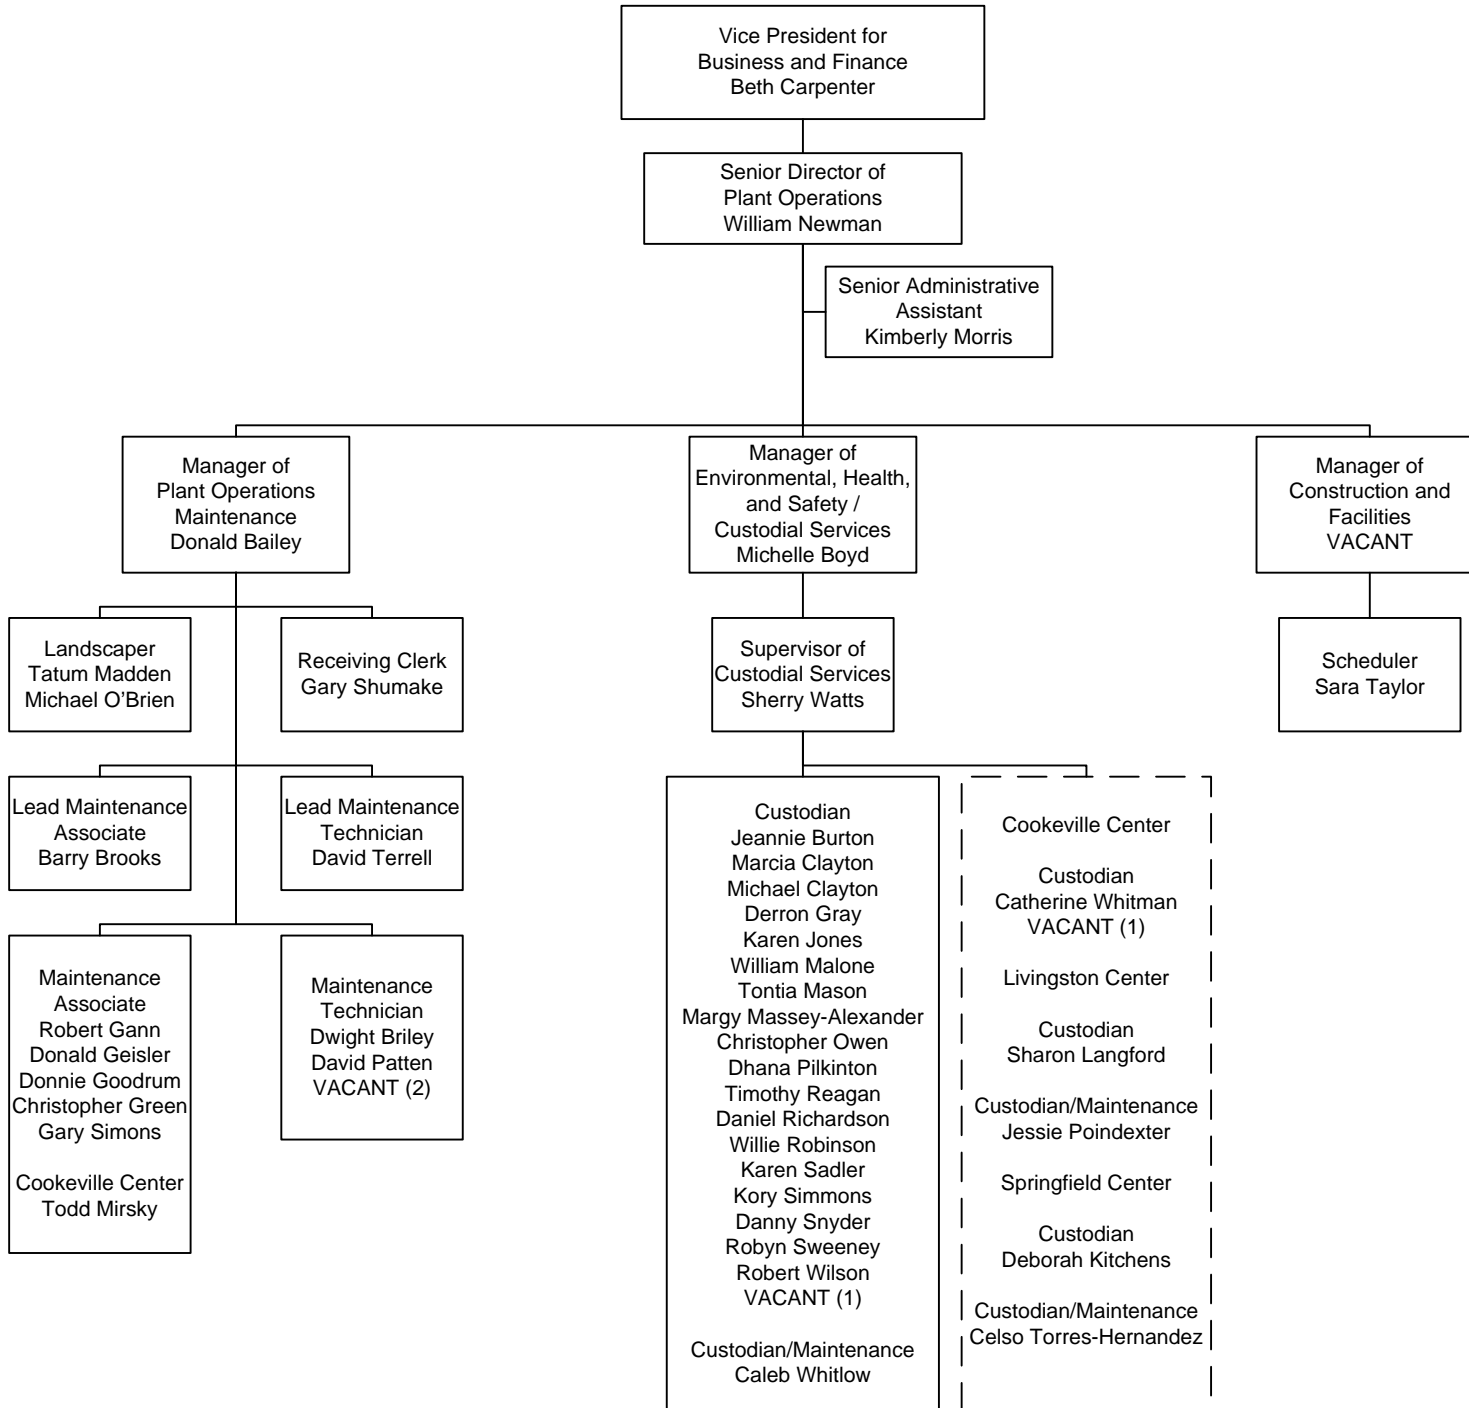 Vice President for
Business and Finance
Beth Carpenter
Senior Director of
Plant Operations
William Newman
Senior Administrative
Assistant
Kimberly Morris
Manager of
Plant Operations
Maintenance
Donald Bailey
Manager of
Environmental, Health,
and Safety /
Custodial Services
Michelle Boyd
Manager of
Construction and
Facilities
VACANT
Landscaper
Tatum Madden
Michael O’Brien
Receiving Clerk
Gary Shumake
Supervisor of
Custodial Services
Sherry Watts
Scheduler
Sara Taylor
Lead Maintenance
Associate
Barry Brooks
Lead Maintenance
Technician
David Terrell
Maintenance
Associate
Robert Gann
Donald Geisler
Donnie Goodrum
Christopher Green
Gary Simons
Cookeville Center
Todd Mirsky
Maintenance
Technician
Dwight Briley
David Patten
VACANT (2)
Custodian
Jeannie Burton
Marcia Clayton
Michael Clayton
Derron Gray
Karen Jones
William Malone
Tontia Mason
Margy Massey-Alexander
Christopher Owen
Dhana Pilkinton
Timothy Reagan
Daniel Richardson
Willie Robinson
Karen Sadler
Kory Simmons
Danny Snyder
Robyn Sweeney
Robert Wilson
VACANT (1)
Custodian/Maintenance
Caleb Whitlow
Cookeville Center
Custodian
Catherine Whitman
VACANT (1)
Livingston Center
Custodian
Sharon Langford
Custodian/Maintenance
Jessie Poindexter
Springfield Center
Custodian
Deborah Kitchens
Custodian/Maintenance
Celso Torres-Hernandez